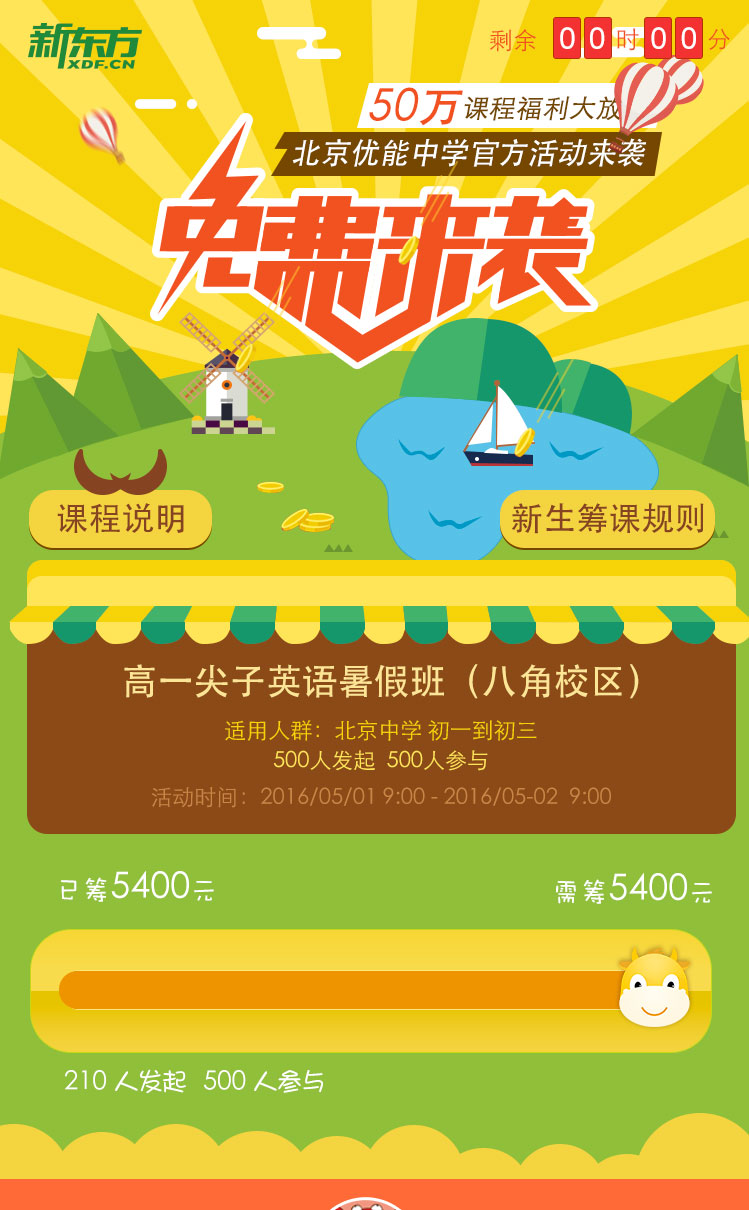 新东方
XDF.CN
剩余 00时00分
50万课程福利大放
北京优能中学官方活动来袭
免费来袭
课程说明
新生筹课规则
高一尖子英语暑假班（八角校区）
适用人群：北京中学 初一到初三
500人发起 500人参与
活动时间：2016/05/01 9:00 - 2016/05-02 9:00
已筹5400元
需筹5400元
210 人发起 500 人参与